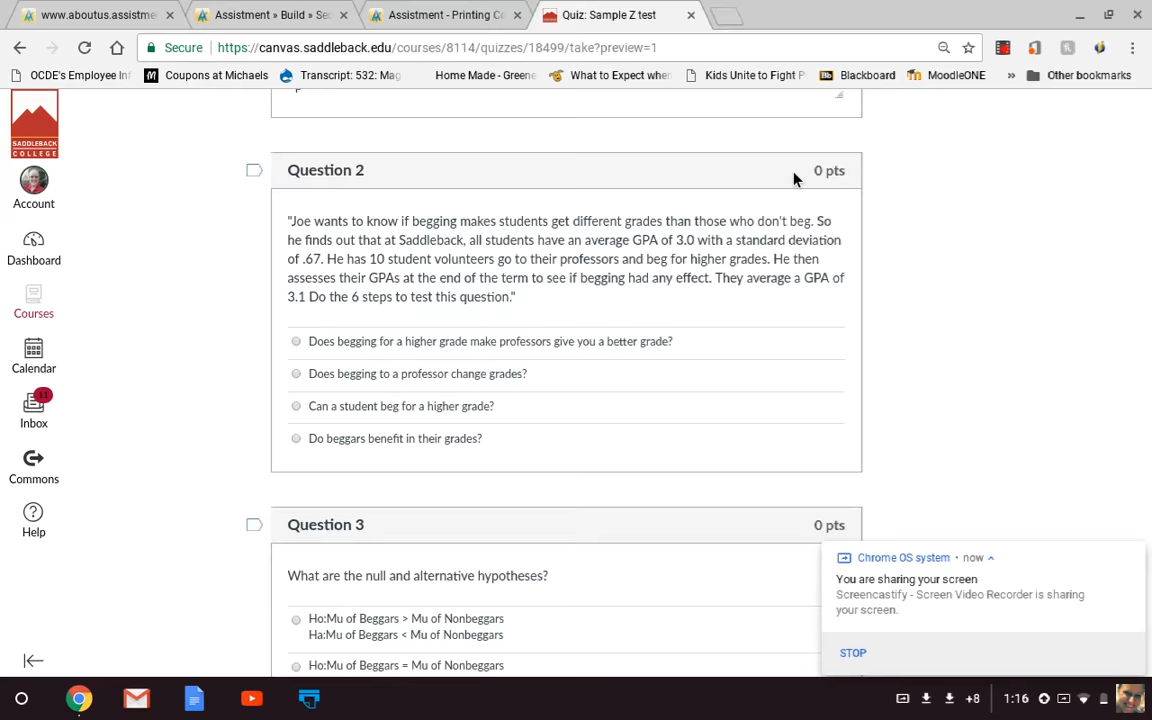 www.aboutus.assistme
Assistment » Build » Sec
Assistment - Printing Ce
Quiz: Sample Z test
Secure
https://canvas.saddleback.edu/courses/8114/quizzes/18499/take?preview=1
OCDE's Employee Inf
Coupons at Michaels
Transcript: 532: Mag
Home Made - Greene
What to Expect when
Kids Unite to Fight P
Blackboard
MoodleONE
»
Other bookmarks
SADDLEBACK
COLLEGE
Account
Dashboard
Courses
Calendar
11
Inbox
Commons
Help
Question 2
0 pts
"Joe wants to know if begging makes students get different grades than those who don't beg. So
he finds out that at Saddleback, all students have an average GPA of 3.0 with a standard deviation
of .67. He has 10 student volunteers go to their professors and beg for higher grades. He then
assesses their GPAs at the end of the term to see if begging had any effect. They average a GPA of
3.1 Do the 6 steps to test this question."
Does begging for a higher grade make professors give you a better grade?
Does begging to a professor change grades?
Can a student beg for a higher grade?
Do beggars benefit in their grades?
Question 3
0 pts
What are the null and alternative hypotheses?
Ho:Mu of Beggars > Mu of Nonbeggars
Ha:Mu of Beggars < Mu of Nonbeggars
Ho:Mu of Beggars = Mu of Nonbeggars
Chrome OS system • now
You are sharing your screen
Screencastify - Screen Video Recorder is sharing
your screen.
STOP
+8
1:16